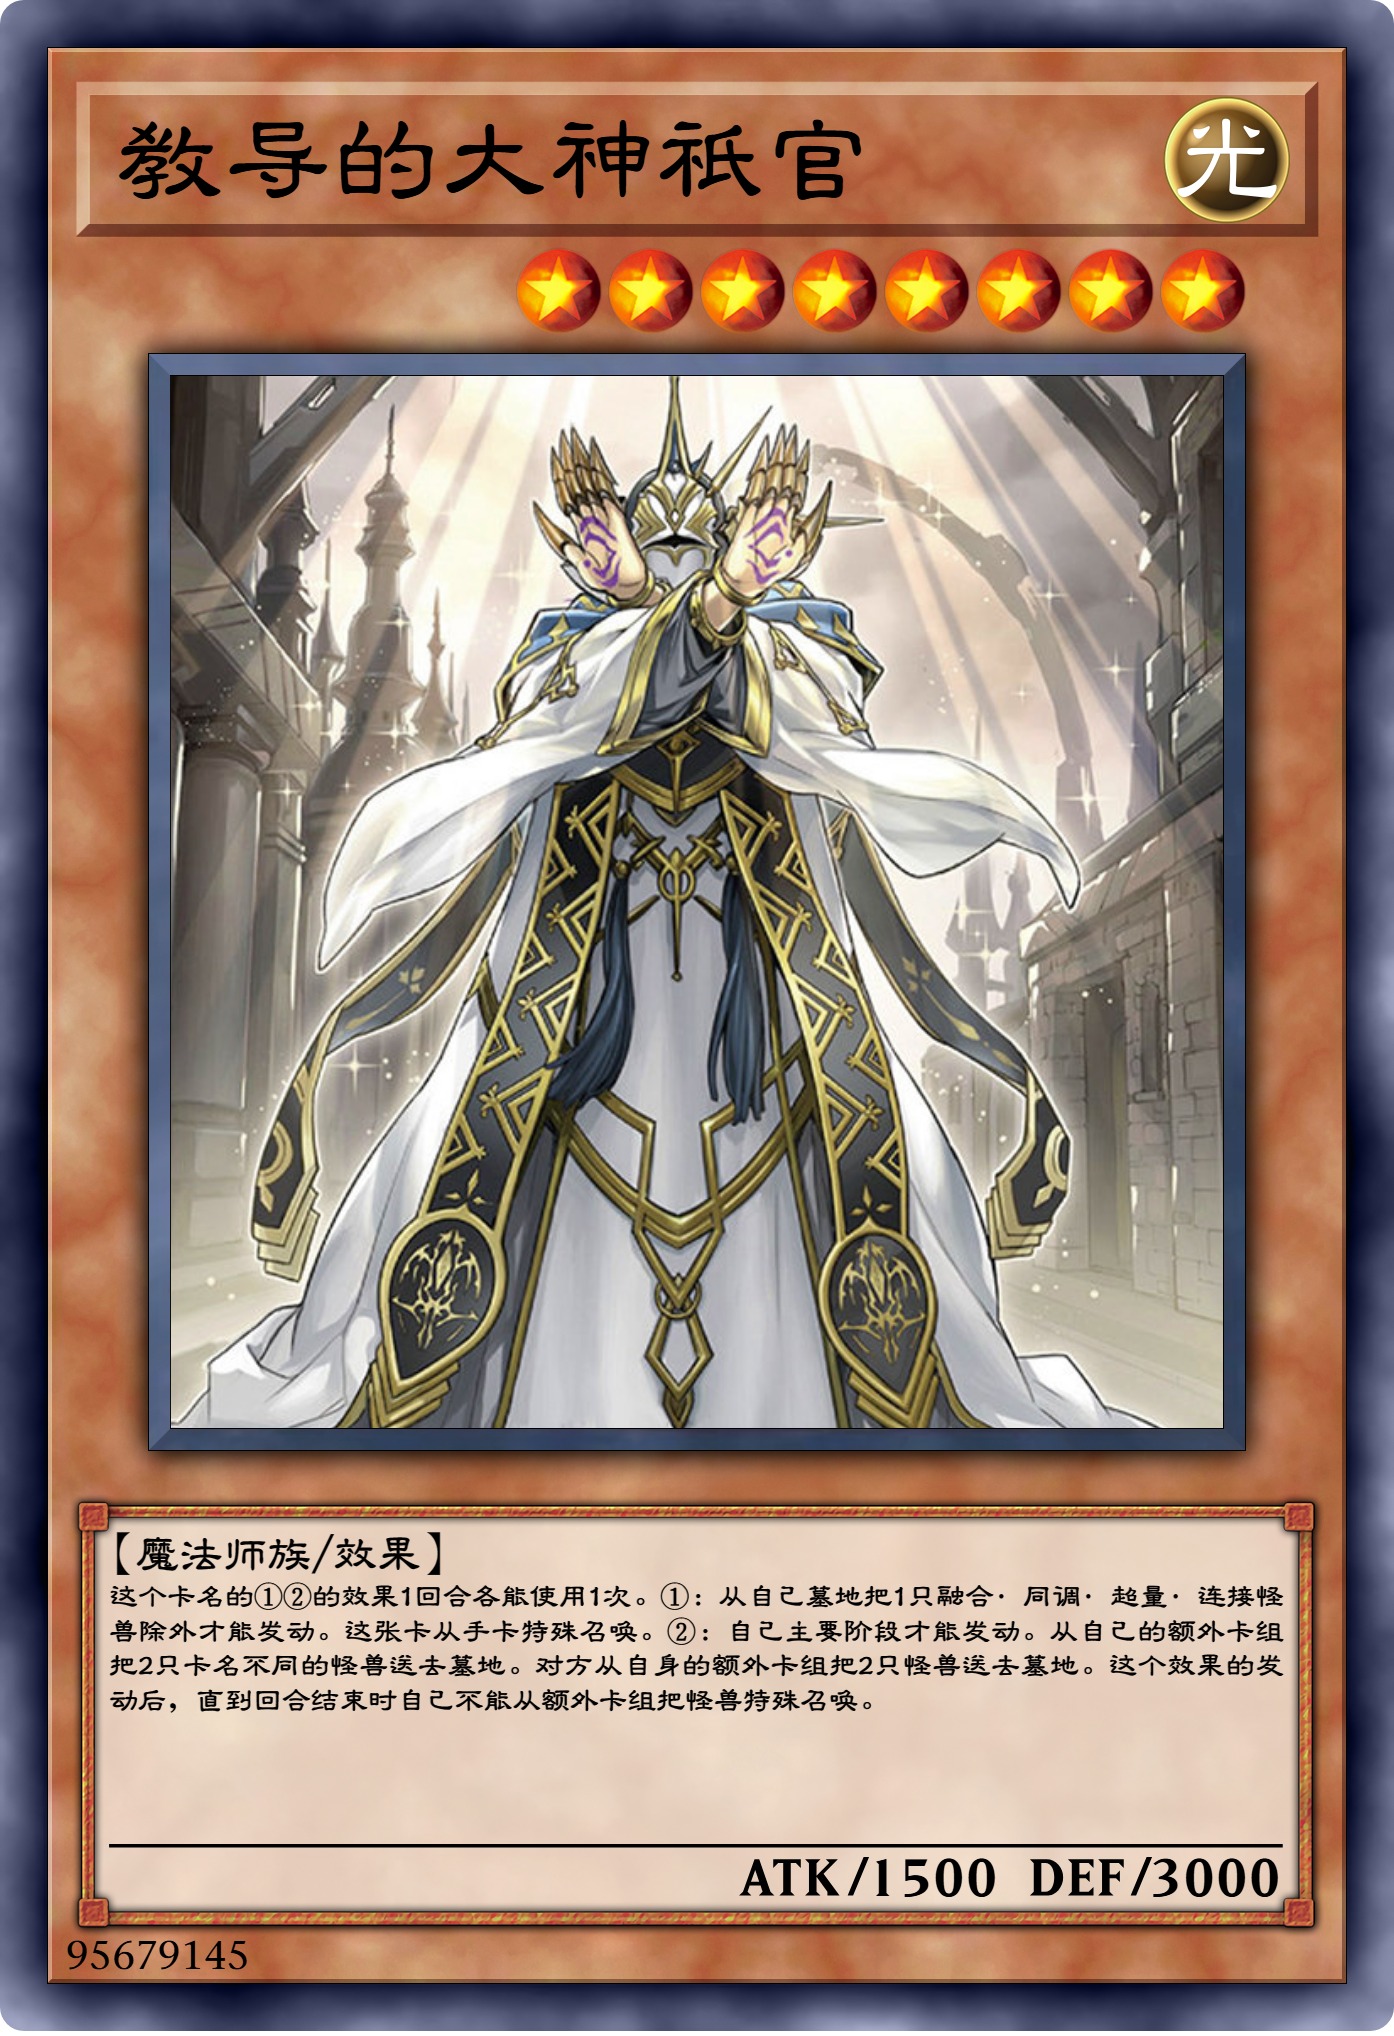 教导的大神祇官
光
【魔法师族/效果】
这个卡名的①②的效果1回合各能使用1次。①：从自己墓地把1只融合·同调·超量·连接怪
兽除外才能发动。这张卡从手卡特殊召唤。②：自己主要阶段才能发动。从自己的额外卡组
把2只卡名不同的怪兽送去墓地。对方从自身的额外卡组把2只怪兽送去墓地。这个效果的发
动后，直到回合结束时自己不能从额外卡组把怪兽特殊召唤。
ATK/1500 DEF/3000
95679145